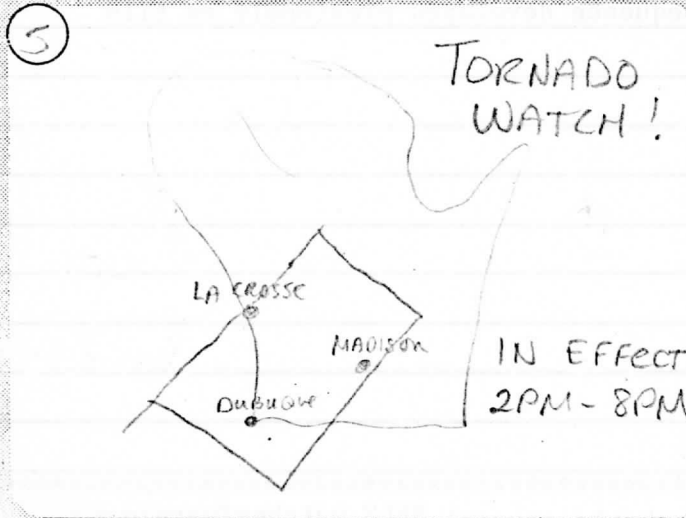 5
TORNADO
WATCH!
LA CROSSE
MADISON
IN EFFECT
2PM - 8PM
DUBUQUE